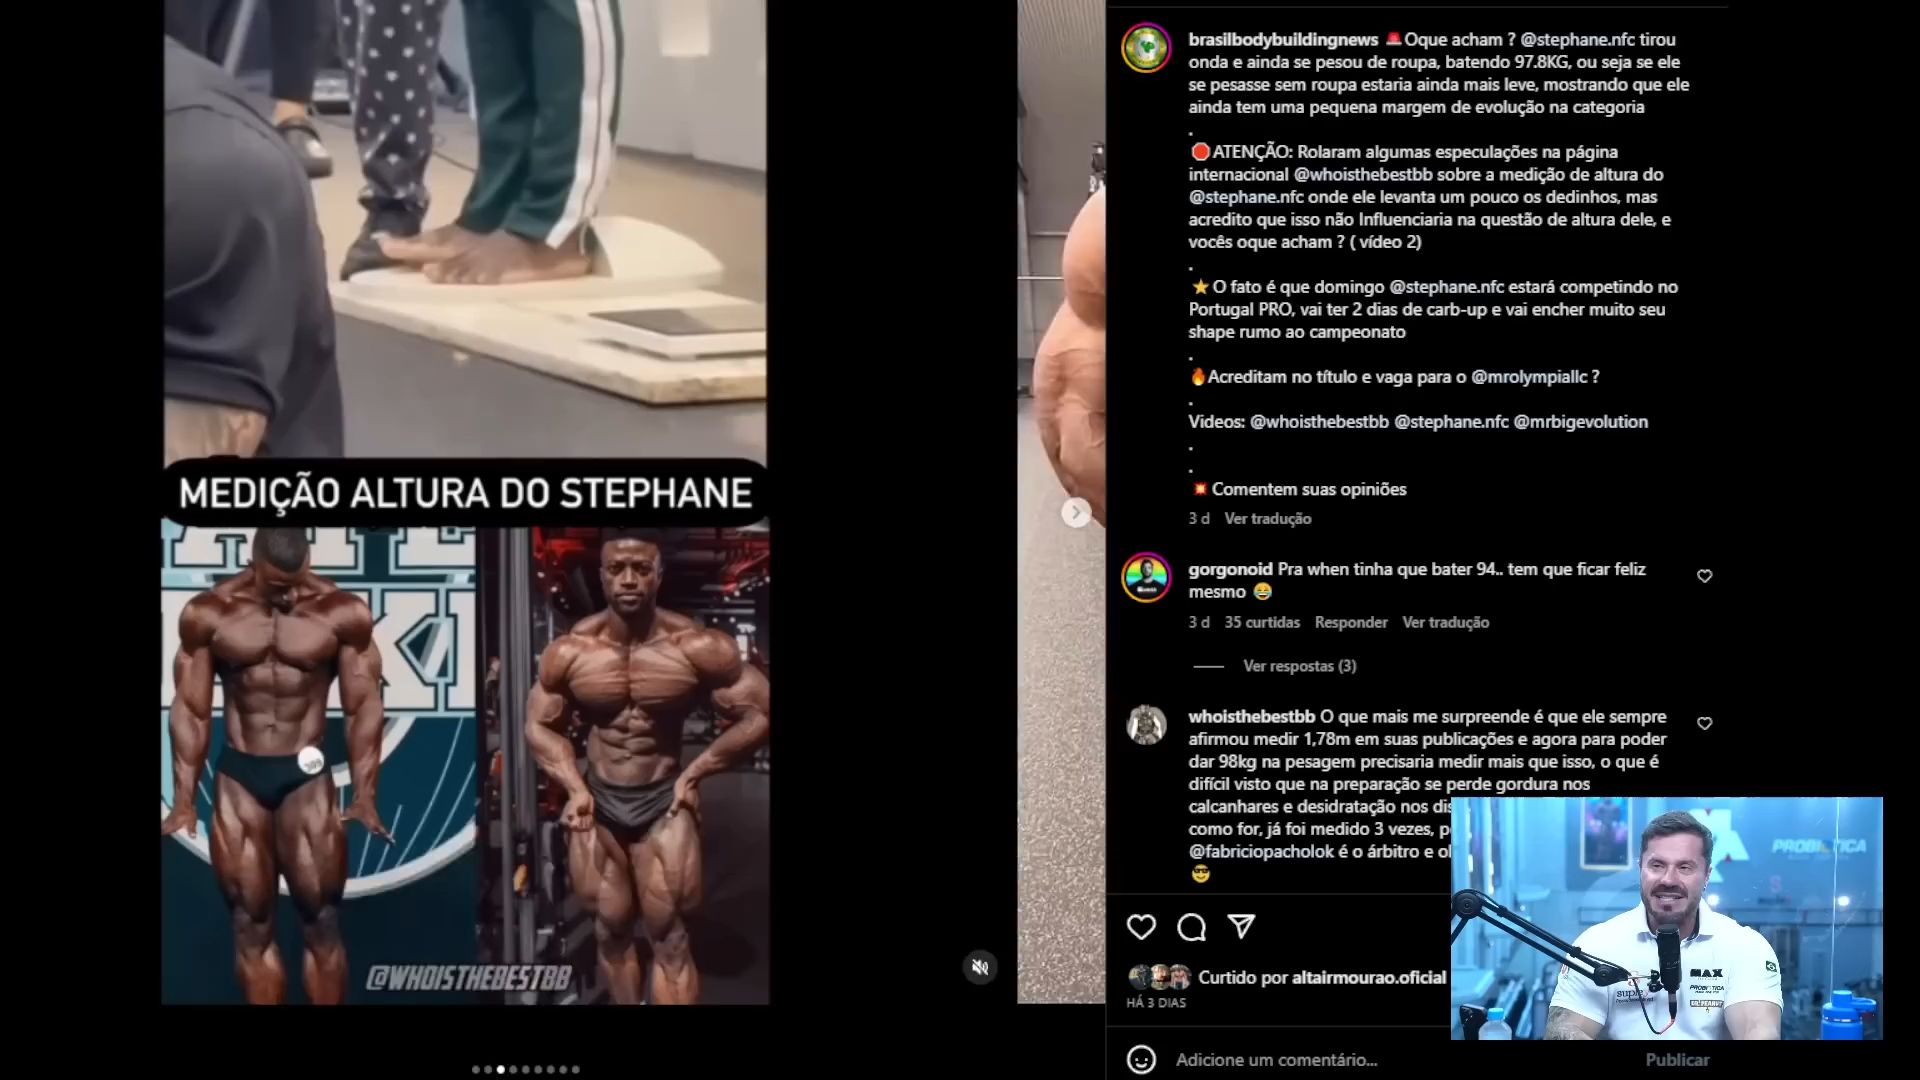 MEDIÇÃO ALTURA DO STEPHANE
309
@WHOISTHEBESTBB
brasilbodybuildingnews 🚨Oque acham ? @stephane.nfc tirou
onda e ainda se pesou de roupa, batendo 97.8KG, ou seja se ele
se pesasse sem roupa estaria ainda mais leve, mostrando que ele
ainda tem uma pequena margem de evolução na categoria
.
🛑ATENÇÃO: Rolaram algumas especulações na página
internacional @whoisthebestbb sobre a medição de altura do
@stephane.nfc onde ele levanta um pouco os dedinhos, mas
acredito que isso não Influenciaria na questão de altura dele, e
vocês oque acham ? ( vídeo 2)
.
⭐O fato é que domingo @stephane.nfc estará competindo no
Portugal PRO, vai ter 2 dias de carb-up e vai encher muito seu
shape rumo ao campeonato
.
🔥Acreditam no título e vaga para o @mrolympiallc ?
.
Videos: @whoisthebestbb @stephane.nfc @mrbigevolution
.
.
💥Comentem suas opiniões
3 d Ver tradução
gorgonoid Pra when tinha que bater 94.. tem que ficar feliz
mesmo 😂
3 d 35 curtidas Responder Ver tradução
Ver respostas (3)
whoisthebestbb O que mais me surpreende é que ele sempre
afirmou medir 1,78m em suas publicações e agora para poder
dar 98kg na pesagem precisaria medir mais que isso, o que é
difícil visto que na preparação se perde gordura nos
calcanhares e desidratação nos dis
como for, já foi medido 3 vezes, p
@fabriciopacholok é o árbitro e ol
😎
Curtido por altairmourao.oficial
HÁ 3 DIAS
Adicione um comentário...
Publicar
PROBIOTICA
MAX
PROBIOTICA